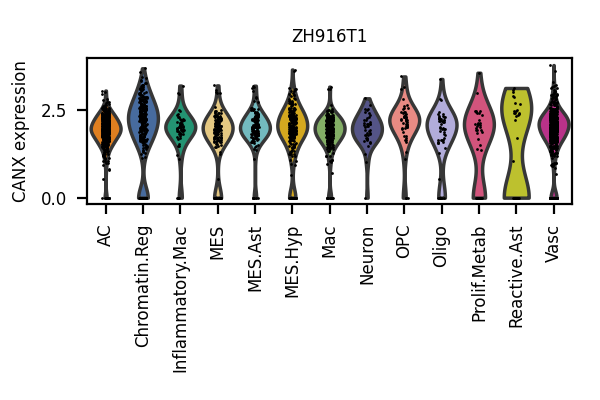 ZH916T1
CANX expression
2.5
0.0
AC
Chromatin.Reg
Inflammatory.Mac
MES
MES.Ast
MES.Hyp
Mac
Neuron
OPC
Oligo
Prolif.Metab
Reactive.Ast
Vasc